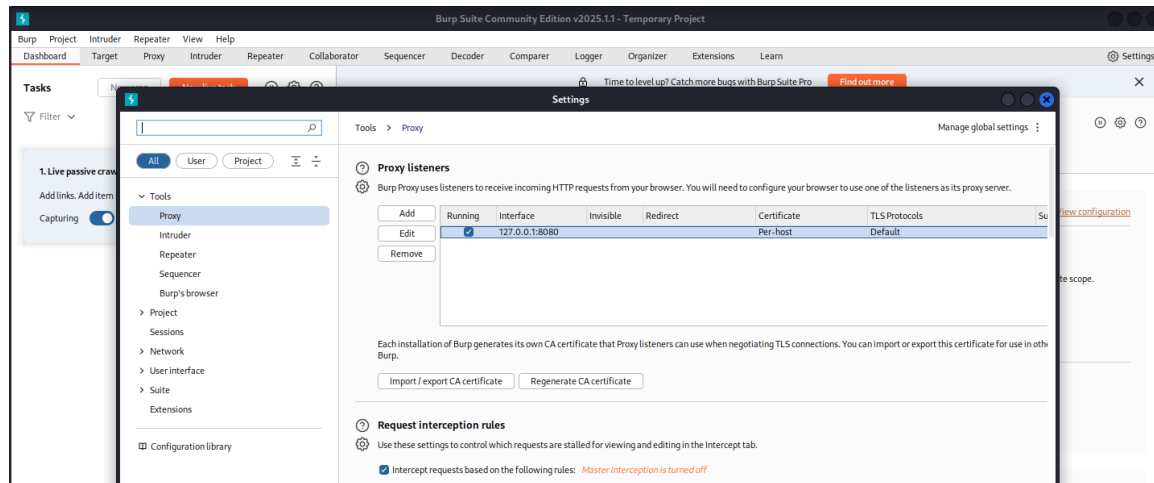 Burp Suite Community Edition v2025.1.1 - Temporary Project
Burp Project Intruder Repeater View Help
Dashboard Target Proxy Intruder Repeater Collaborator Sequencer Decoder Comparer Logger Organizer Extensions Learn Settings
Tasks
Time to level up? Catch more bugs with Burp Suite Pro Find out more
Filter
1. Live passive craw
Add links. Add item
Capturing
View configuration
te scope.
Settings
All User Project
Tools
Proxy
Intruder
Repeater
Sequencer
Burp's browser
Project
Sessions
Network
User interface
Suite
Extensions
Configuration library
Tools > Proxy Manage global settings
Proxy listeners
Burp Proxy uses listeners to receive incoming HTTP requests from your browser. You will need to configure your browser to use one of the listeners as its proxy server.
Add Running Interface Invisible Redirect Certificate TLS Protocols Su
Edit 127.0.0.1:8080 Per-host Default
Remove
Each installation of Burp generates its own CA certificate that Proxy listeners can use when negotiating TLS connections. You can import or export this certificate for use in othe
Burp.
Import / export CA certificate Regenerate CA certificate
Request interception rules
Use these settings to control which requests are stalled for viewing and editing in the Intercept tab.
Intercept requests based on the following rules: Master interception is turned off